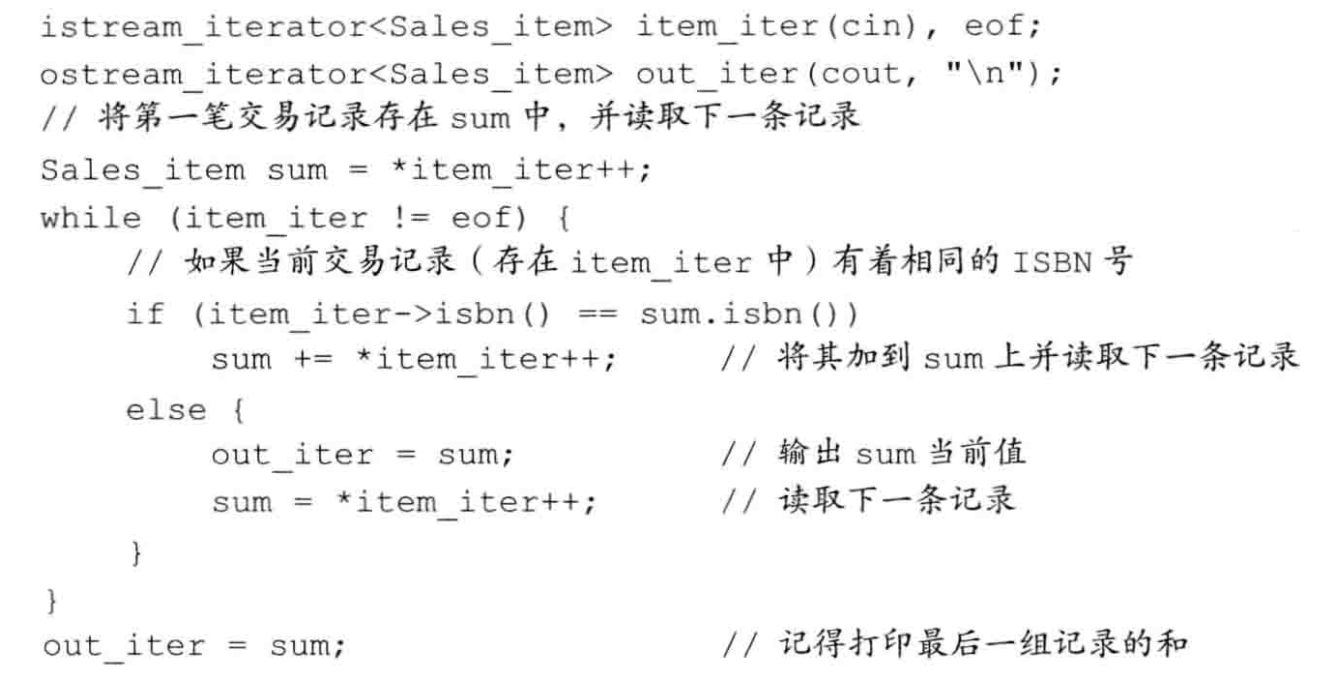 istream_iterator<Sales_item> item_iter(cin), eof;
ostream_iterator<Sales_item> out_iter(cout, "\n");
// 将第一笔交易记录存在 sum 中，并读取下一条记录
Sales_item sum = *item_iter++;
while (item_iter != eof) {
    // 如果当前交易记录（存在 item_iter 中）有着相同的 ISBN 号
    if (item_iter->isbn() == sum.isbn())
        sum += *item_iter++;     // 将其加到 sum 上并读取下一条记录
    else {
        out_iter = sum;          // 输出 sum 当前值
        sum = *item_iter++;      // 读取下一条记录
    }
}
out_iter = sum;                  // 记得打印最后一组记录的和